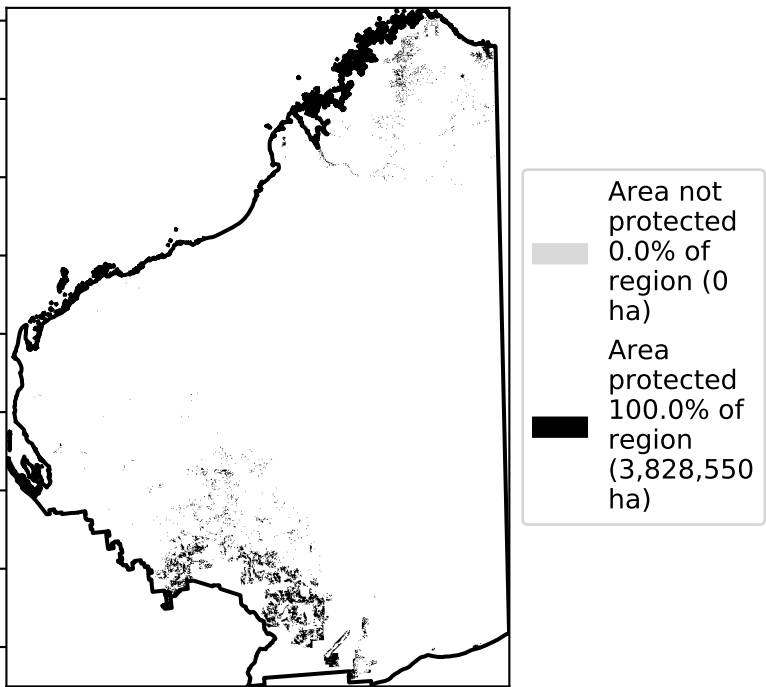 Area not
protected
0.0% of
region (0
ha)
Area
protected
100.0% of
region
(3,828,550
ha)